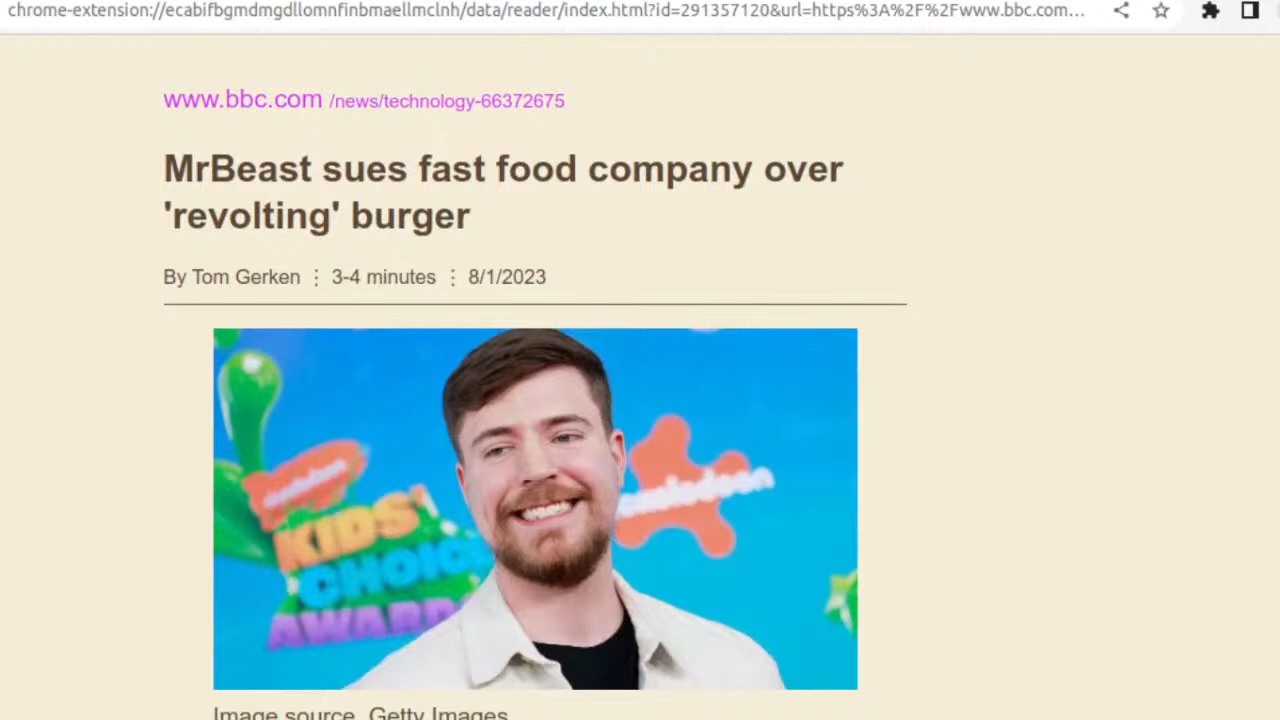 chrome-extension://ecabifbgmdmgdllomnfinbmaellmclnh/data/reader/index.html?id=291357120&url=https%3A%2F%2Fwww.bbc.com...
www.bbc.com /news/technology-66372675
MrBeast sues fast food company over
'revolting' burger
By Tom Gerken ⋮ 3-4 minutes ⋮ 8/1/2023
nickelodeon
KIDS'
CHOICE
AWARDS
nickelodeon
Image source, Getty Images